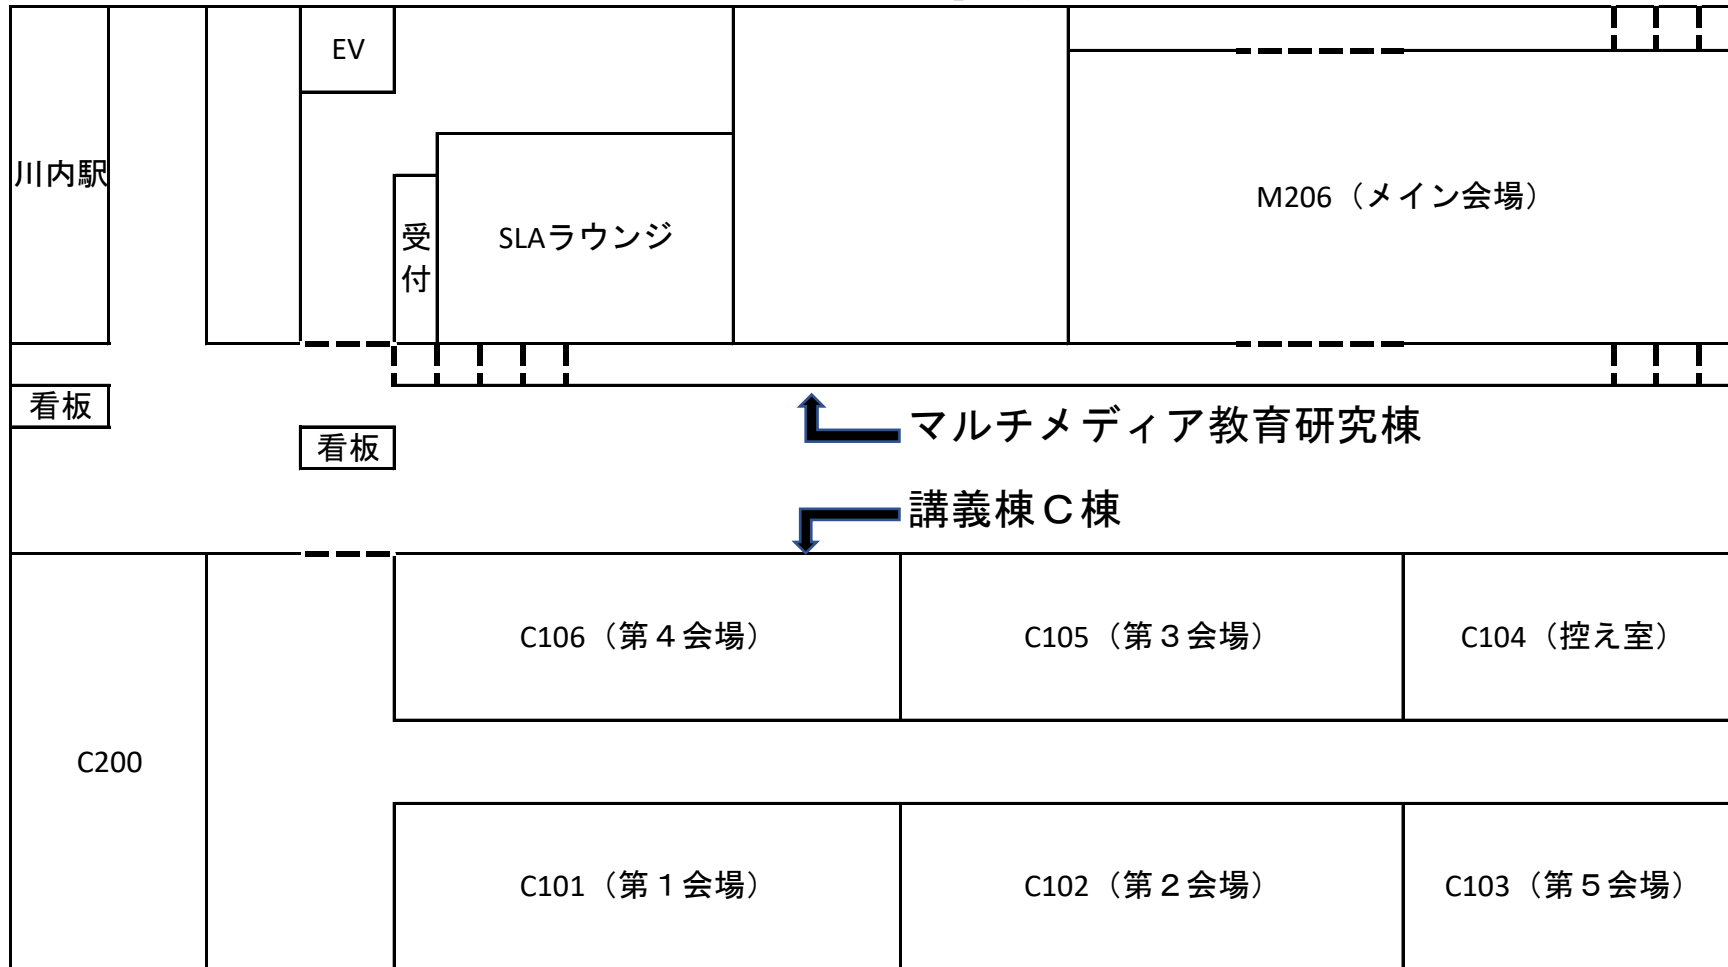 EV
川内駅
受付
SLAラウンジ
M206（メイン会場）
看板
看板
マルチメディア教育研究棟
講義棟Ｃ棟
C106（第４会場）
C105（第３会場）
C104（控え室）
C200
C101（第１会場）
C102（第２会場）
C103（第５会場）